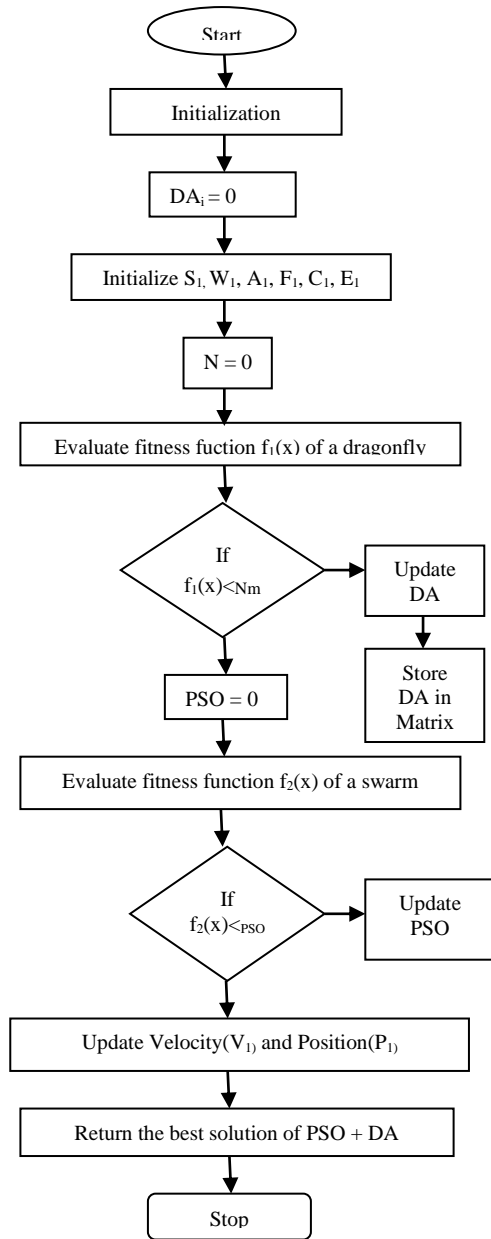 Start
Initialization
DAi = 0
Initialize S1, W1, A1, F1, C1, E1
N = 0
Evaluate fitness fuction f1(x) of a dragonfly
If
f1(x)<Nm
Update
DA
Store
DA in
Matrix
PSO = 0
Evaluate fitness function f2(x) of a swarm
If
f2(x)<PSO
Update
PSO
Update Velocity(V1) and Position(P1)
Return the best solution of PSO + DA
Stop